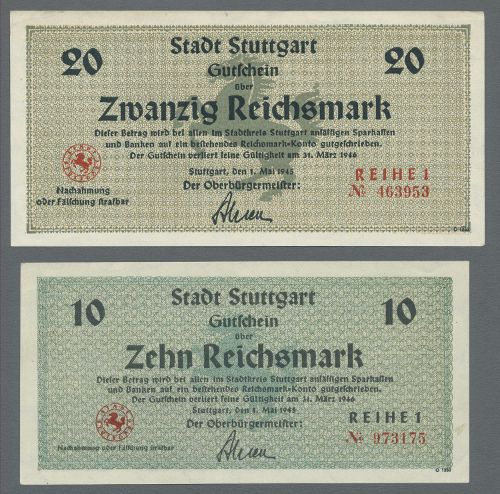 20 Stadt Stuttgart 20
Gutschein
über
Zwanzig Reichsmark
Dieser Betrag wird bei allen im Stadtkreis Stuttgart ansäßigen Sparkassen
und Banken auf ein bestehendes Reichsmark-Konto gutgeschrieben.
Der Gutschein verliert seine Gültigkeit am 31. März 1946
Stuttgart, den 1. Mai 1945
Der Oberbürgermeister:
REIHE 1
№ 463953
Nachahmung
oder Fälschung strafbar
10 Stadt Stuttgart 10
Gutschein
über
Zehn Reichsmark
Dieser Betrag wird bei allen im Stadtkreis Stuttgart ansäßigen Sparkassen
und Banken auf ein bestehendes Reichsmark-Konto gutgeschrieben.
Der Gutschein verliert seine Gültigkeit am 31. März 1946
Stuttgart, den 1. Mai 1945
Der Oberbürgermeister:
REIHE 1
№ 973175
Nachahmung oder Fälschung strafbar